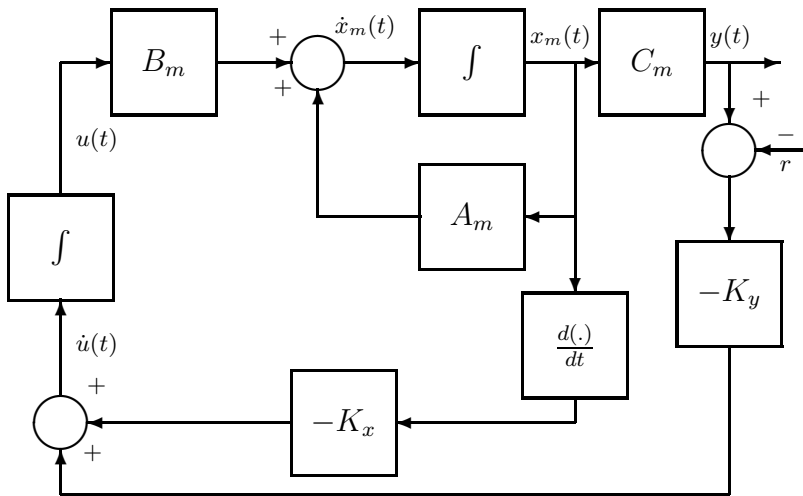 ẋ_m(t) x_m(t) y(t)
+
B_m ∫ C_m
+
+
−
r
u(t)
A_m
∫
−K_y
u̇(t)
d(.)/dt
+
−K_x
+